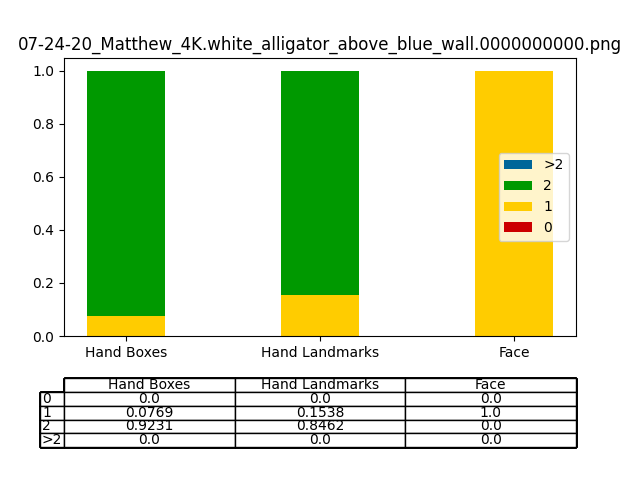 07-24-20_Matthew_4K.white_alligator_above_blue_wall.0000000000.png
1.0
0.8
0.6
0.4
0.2
0.0
>2
2
1
0
Hand Boxes Hand Landmarks Face
Hand Boxes Hand Landmarks Face
0 0.0 0.0 0.0
1 0.0769 0.1538 1.0
2 0.9231 0.8462 0.0
>2 0.0 0.0 0.0